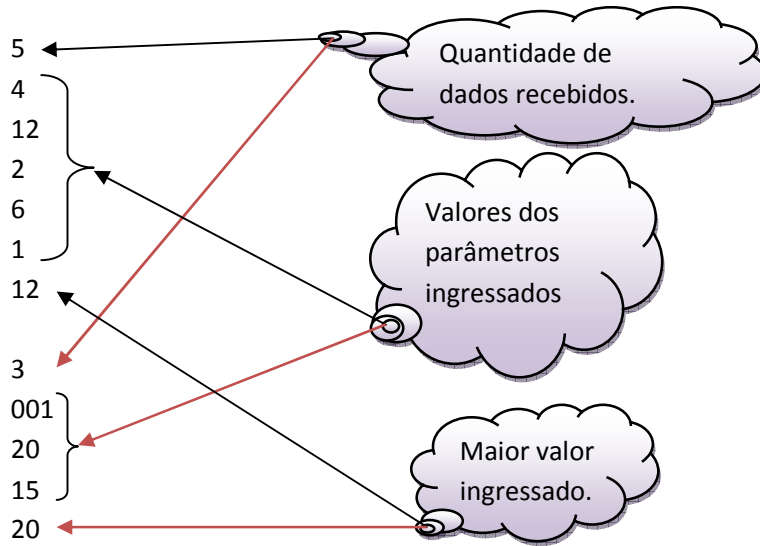 5
4
12
2
6
1
12
3
001
20
15
20
Quantidade de
dados recebidos.
Valores dos
parâmetros
ingressados
Maior valor
ingressado.